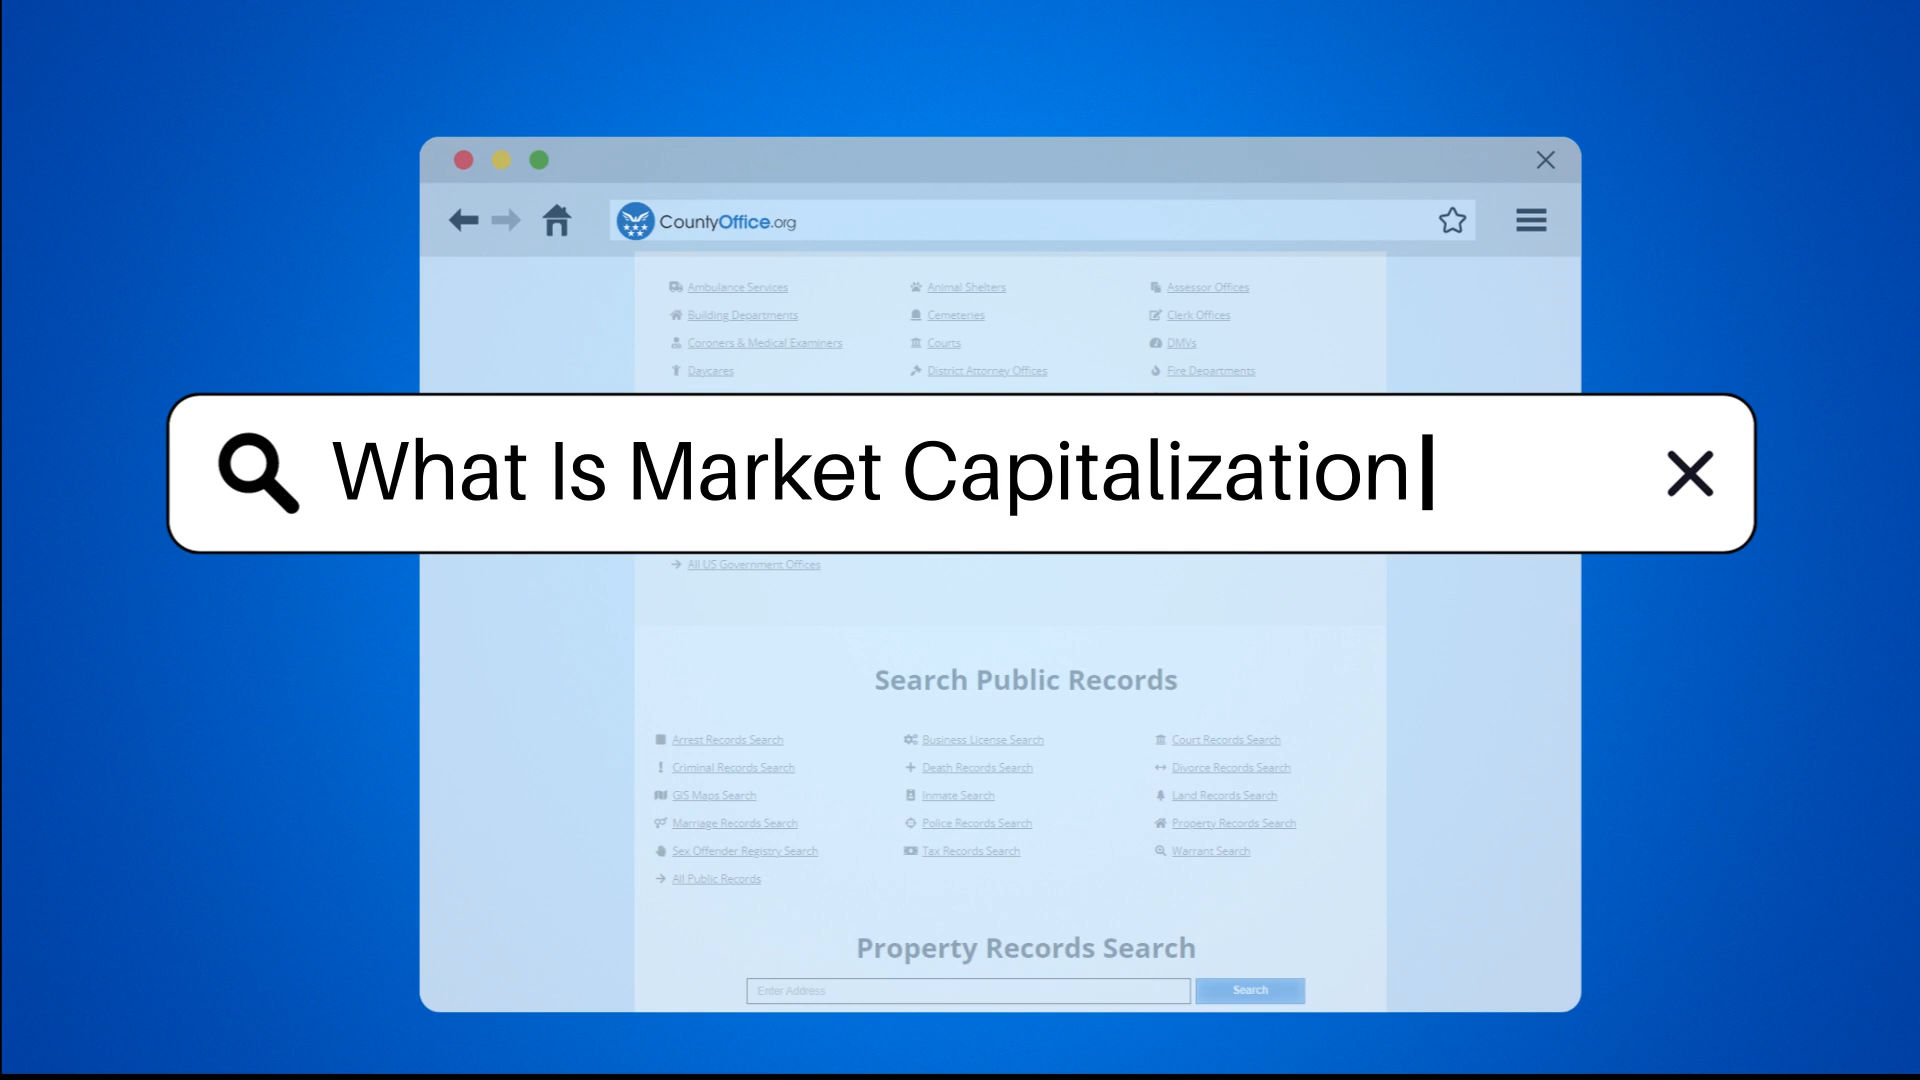 CountyOffice.org
Ambulance Services Animal Shelters Assessor Offices
Building Departments Cemeteries Clerk Offices
Coroners & Medical Examiners Courts DMVs
Daycares District Attorney Offices Fire Departments
What Is Market Capitalization
All US Government Offices
Search Public Records
Arrest Records Search Business License Search Court Records Search
Criminal Records Search Death Records Search Divorce Records Search
GIS Maps Search Inmate Search Land Records Search
Marriage Records Search Police Records Search Property Records Search
Sex Offender Registry Search Tax Records Search Warrant Search
All Public Records
Property Records Search
Enter Address Search